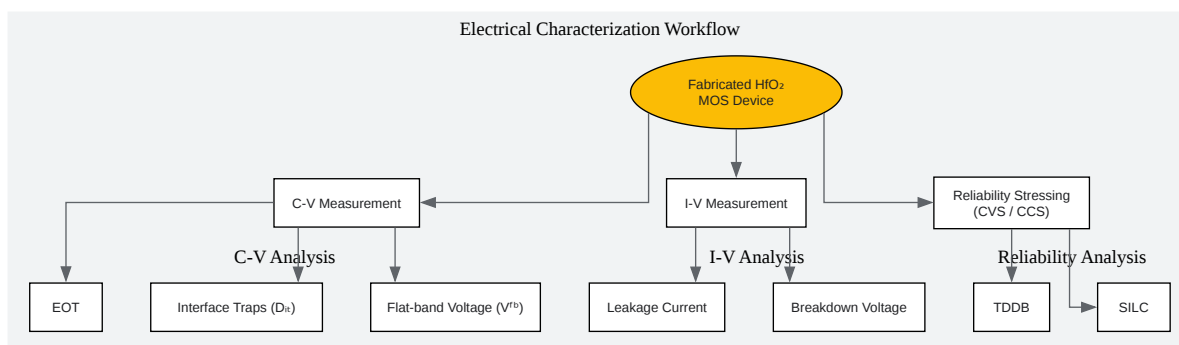 Electrical Characterization Workflow
Fabricated HfO₂
MOS Device
C-V Measurement
I-V Measurement
Reliability Stressing
(CVS / CCS)
C-V Analysis
I-V Analysis
Reliability Analysis
EOT
Interface Traps (Dᵢₜ)
Flat-band Voltage (Vᶠᵇ)
Leakage Current
Breakdown Voltage
TDDB
SILC